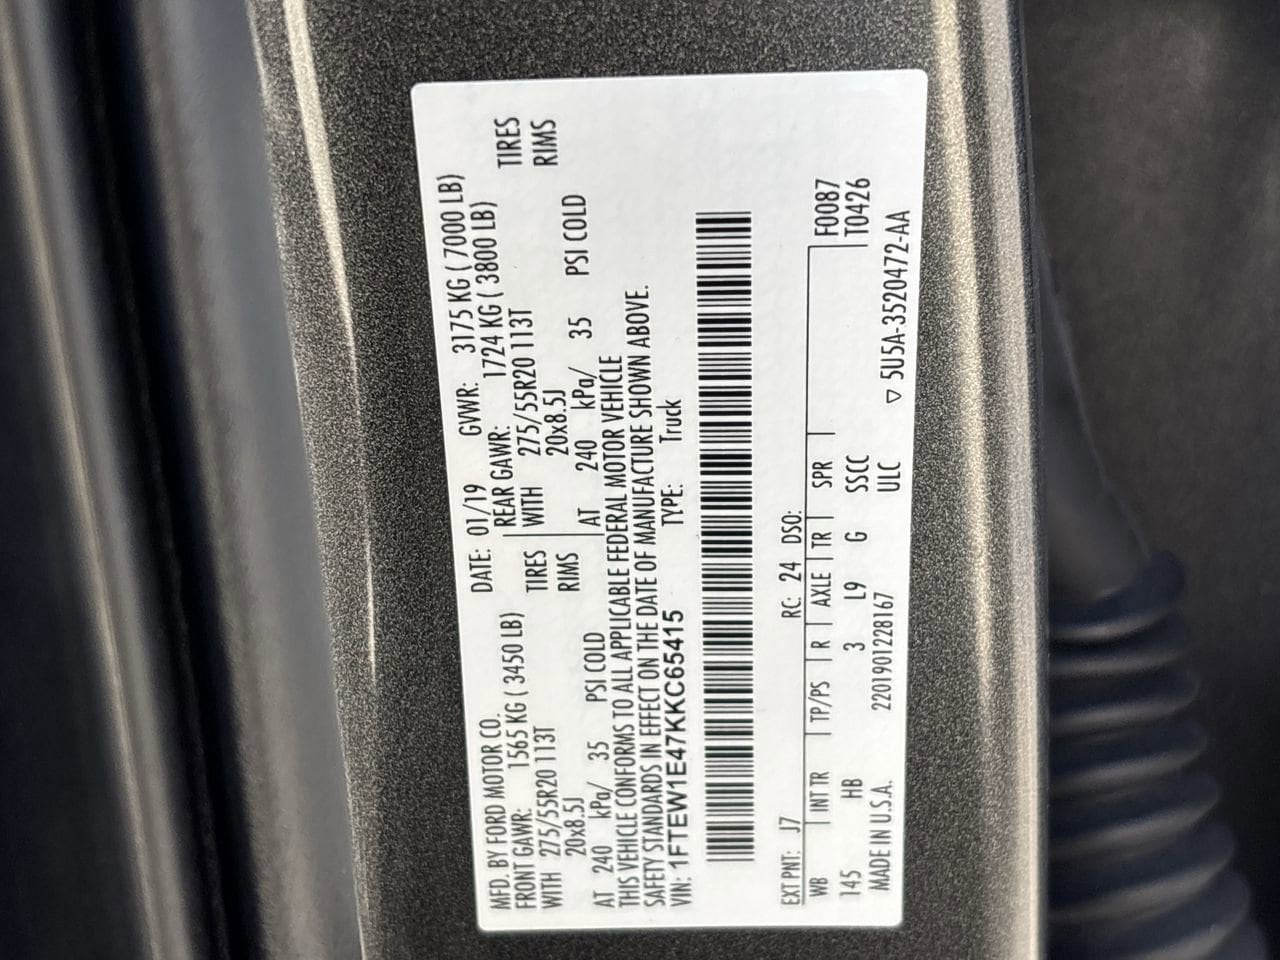 MFD. BY FORD MOTOR CO.
DATE: 01/19 GVWR: 3175 KG ( 7000 LB)
FRONT GAWR: 1565 KG ( 3450 LB) REAR GAWR: 1724 KG ( 3800 LB)
WITH 275/55R20 113T TIRES WITH 275/55R20 113T TIRES
20x8.5J RIMS 20x8.5J RIMS
AT 240 kPa/ 35 PSI COLD AT 240 kPa/ 35 PSI COLD
THIS VEHICLE CONFORMS TO ALL APPLICABLE FEDERAL MOTOR VEHICLE
SAFETY STANDARDS IN EFFECT ON THE DATE OF MANUFACTURE SHOWN ABOVE.
VIN: 1FTEW1E47KKC65415 TYPE: Truck
EXT PNT: J7 RC: 24 DSO:
WB INT TR TP/PS R AXLE TR SPR F0087
145 HB 3 L9 G SSCC T0426
MADE IN U.S.A. 2201901228167 ULC ▽ 5U5A-3520472-AA